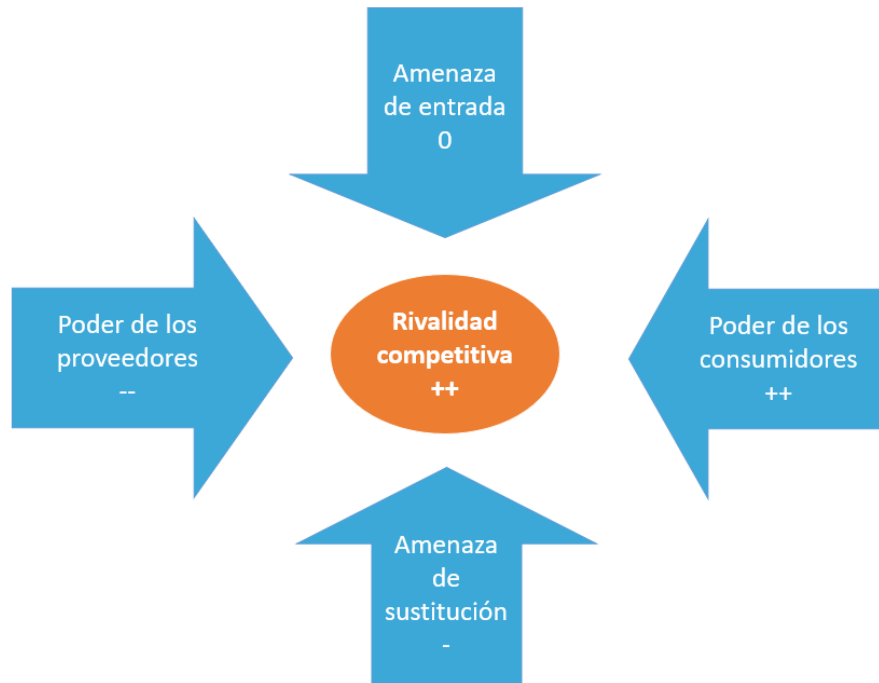 Amenaza
de entrada
0
Poder de los
proveedores
--
Rivalidad
competitiva
++
Poder de los
consumidores
++
Amenaza
de
sustitución
-